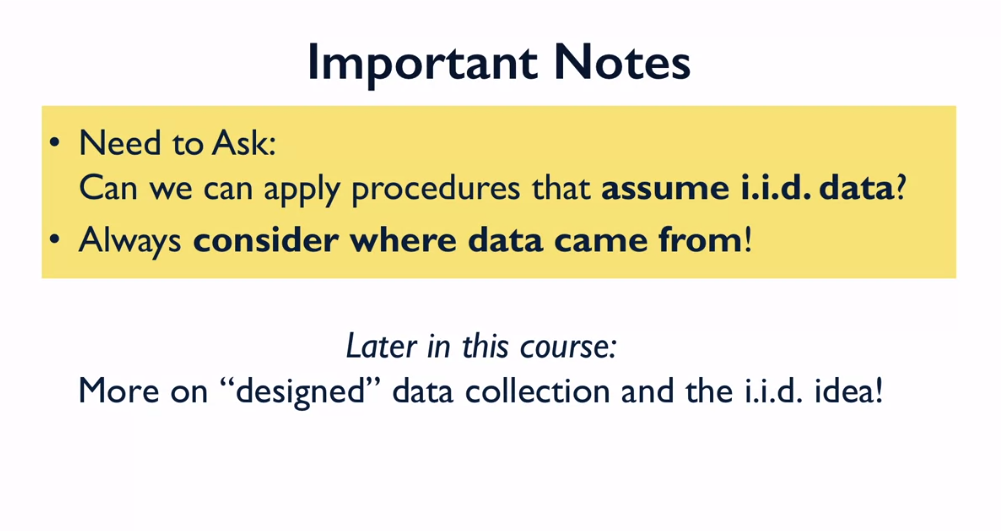 Important Notes
• Need to Ask:
Can we can apply procedures that assume i.i.d. data?
• Always consider where data came from!
Later in this course:
More on “designed” data collection and the i.i.d. idea!